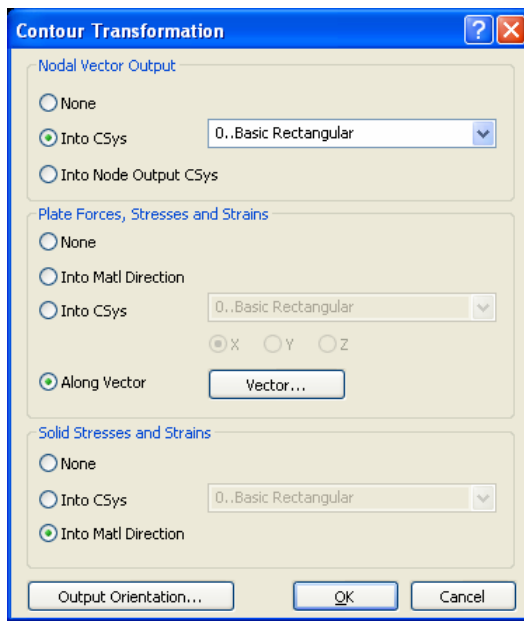 Contour Transformation
Nodal Vector Output
None
Into CSys
0..Basic Rectangular
Into Node Output CSys
Plate Forces, Stresses and Strains
None
Into Matl Direction
Into CSys
0..Basic Rectangular
X Y Z
Along Vector
Vector...
Solid Stresses and Strains
None
Into CSys
0..Basic Rectangular
Into Matl Direction
Output Orientation...
OK
Cancel